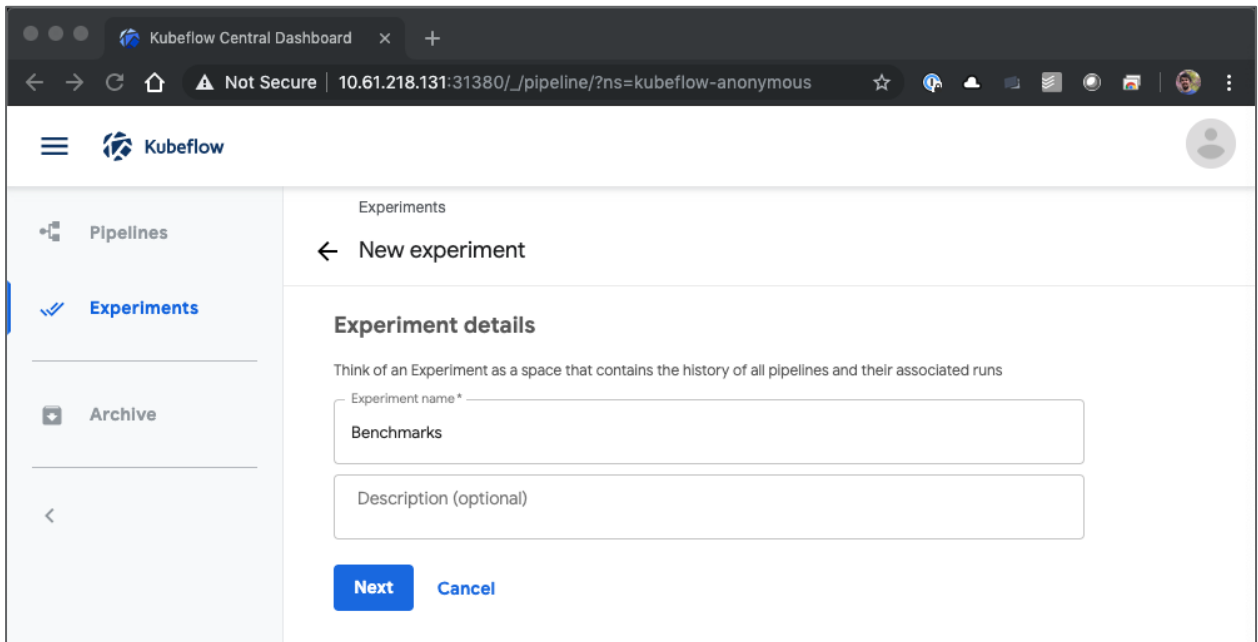 Kubeflow Central Dashboard
Not Secure 10.61.218.131:31380/_/pipeline/?ns=kubeflow-anonymous
Kubeflow
Experiments
Pipelines
New experiment
Experiments
Experiment details
Think of an Experiment as a space that contains the history of all pipelines and their associated runs
Experiment name*
Archive
Benchmarks
Description (optional)
Next Cancel